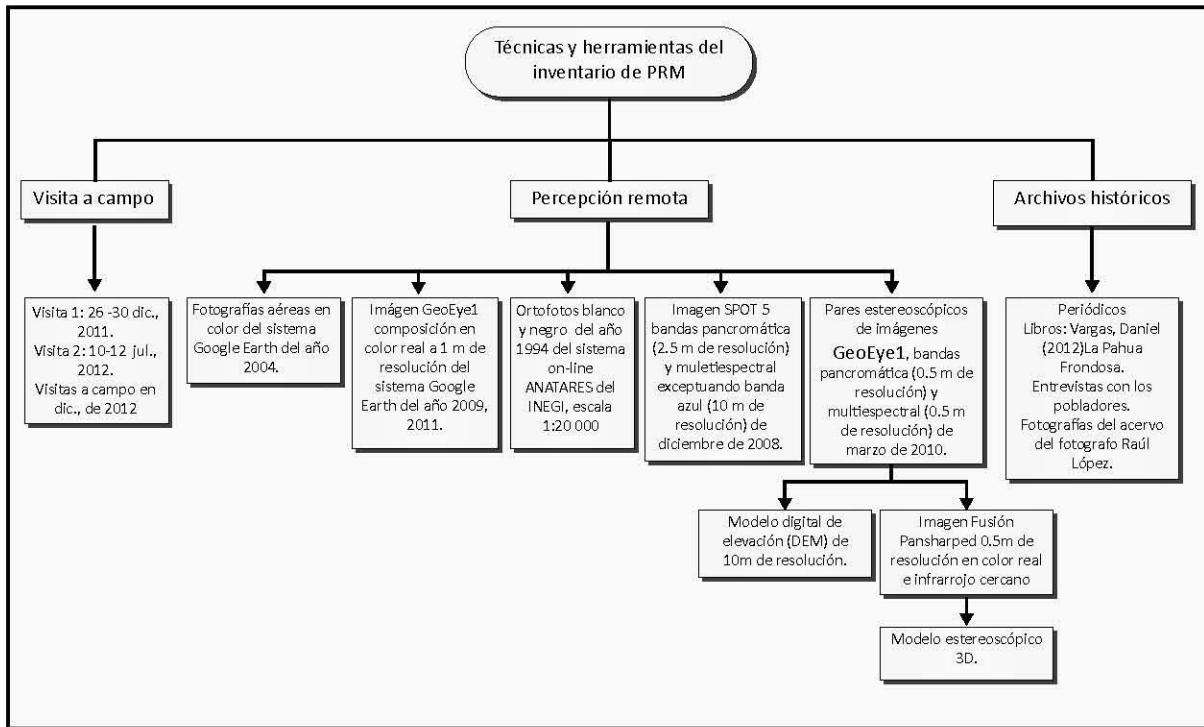 Técnicas y herramientas del
inventario de PRM
Visita a campo
Percepción remota
Archivos históricos
Visita 1: 26 -30 dic.,
2011.
Visita 2: 10-12 jul.,
2012.
Visitas a campo en
dic., de 2012
Fotografías aéreas en
color del sistema
Google Earth del año
2004.
Imágen GeoEye1
composición en
color real a 1 m de
resolución del
sistema Google
Earth del año 2009,
2011.
Ortofotos blanco
y negro del año
1994 del sistema
on-line
ANATARES del
INEGI, escala
1:20 000
Imagen SPOT 5
bandas pancromática
(2.5 m de resolución)
y muletiespectral
exceptuando banda
azul (10 m de
resolución) de
diciembre de 2008.
Pares estereoscópicos
de imágenes
GeoEye1, bandas
pancromática (0.5 m de
resolución) y
multiespectral (0.5 m
de resolución) de
marzo de 2010.
Periódicos
Libros: Vargas, Daniel
(2012)La Pahua
Frondosa.
Entrevistas con los
pobladores.
Fotografías del acervo
del fotografo Raúl
López.
Modelo digital de
elevación (DEM) de
10m de resolución.
Imagen Fusión
Pansharped 0.5m de
resolución en color real
e infrarrojo cercano
Modelo estereoscópico
3D.